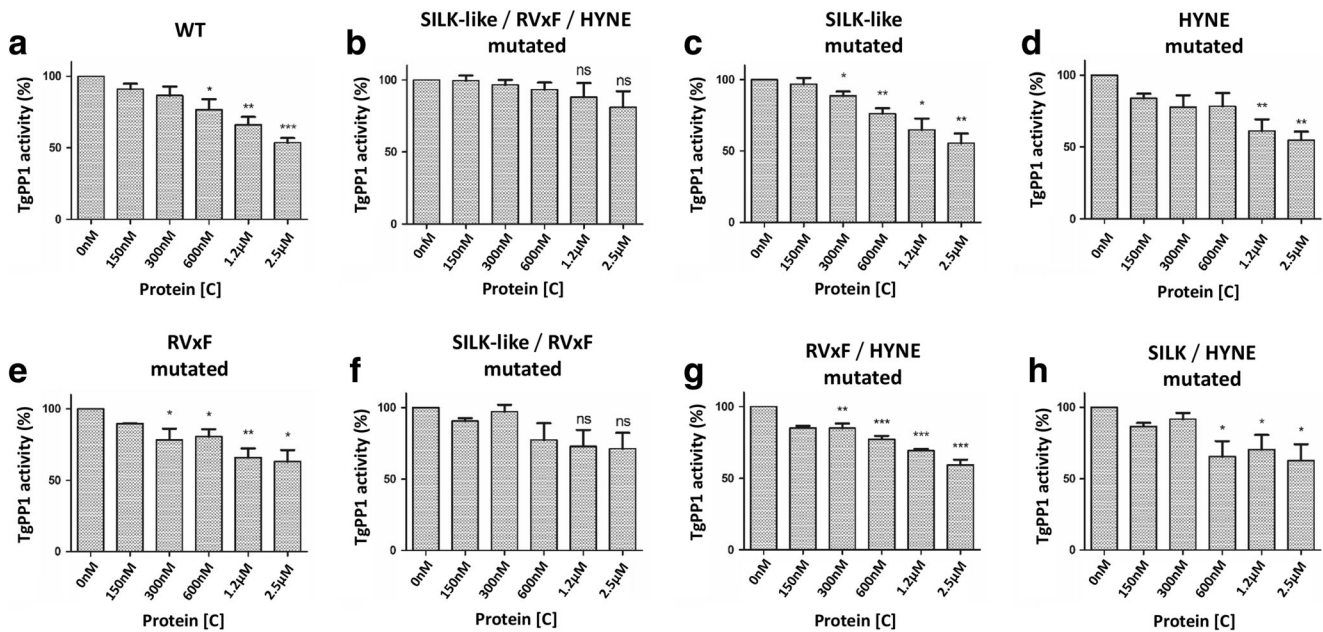 a
WT
TgPP1 activity (%)
100
50
0
*
**
***
0nM
150nM
300nM
600nM
1.2µM
2.5µM
Protein [C]
b
SILK-like / RVxF / HYNE
mutated
TgPP1 activity (%)
100
50
0
ns
ns
0nM
150nM
300nM
600nM
1.2µM
2.5µM
Protein [C]
c
SILK-like
mutated
TgPP1 activity (%)
100
50
0
*
**
*
**
0nM
150nM
300nM
600nM
1.2µM
2.5µM
Protein [C]
d
HYNE
mutated
TgPP1 activity (%)
100
50
0
**
**
0nM
150nM
300nM
600nM
1.2µM
2.5µM
Protein [C]
e
RVxF
mutated
TgPP1 activity (%)
100
50
0
*
*
**
*
0nM
150nM
300nM
600nM
1.2µM
2.5µM
Protein [C]
f
SILK-like / RVxF
mutated
TgPP1 activity (%)
100
50
0
ns
ns
0nM
150nM
300nM
600nM
1.2µM
2.5µM
Protein [C]
g
RVxF / HYNE
mutated
TgPP1 activity (%)
100
50
0
**
***
***
***
0nM
150nM
300nM
600nM
1.2µM
2.5µM
Protein [C]
h
SILK / HYNE
mutated
TgPP1 activity (%)
100
50
0
*
*
*
0nM
150nM
300nM
600nM
1.2µM
2.5µM
Protein [C]